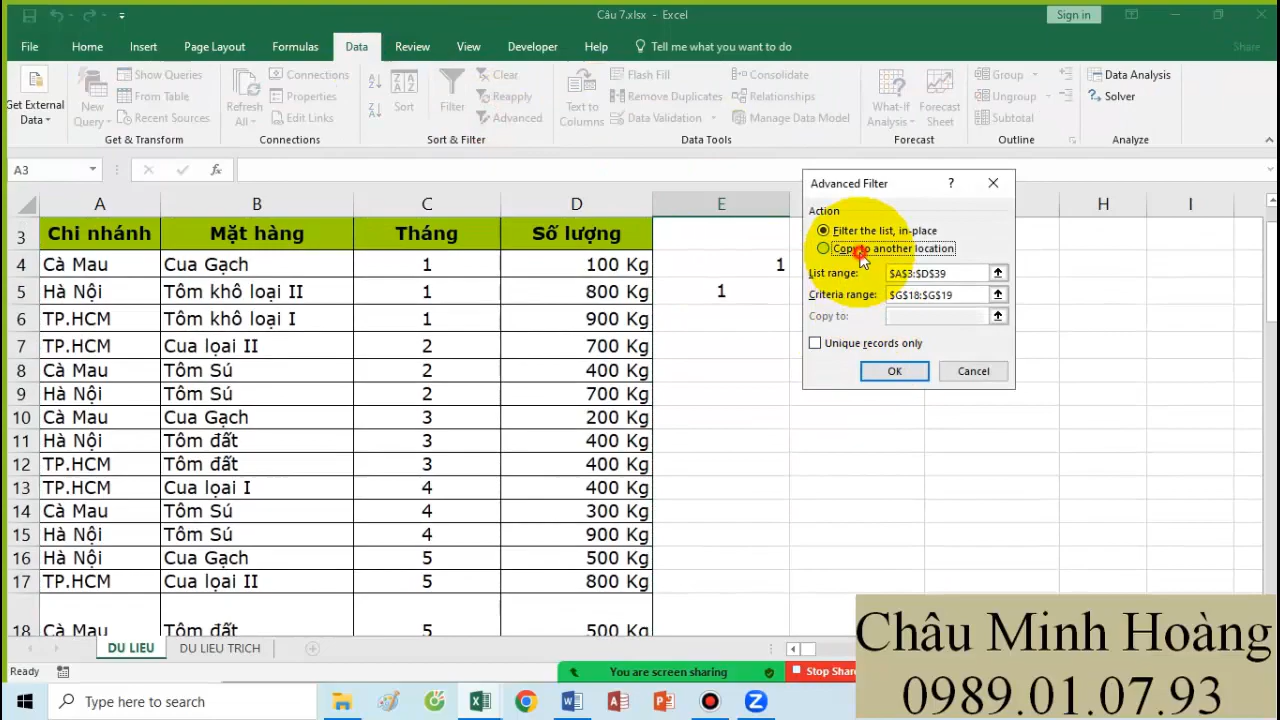 Câu 7.xlsx - Excel
Sign in
File Home Insert Page Layout Formulas Data Review View Developer Help Tell me what you want to do Share
Get External Data
New Query
Show Queries
From Table
Recent Sources
Get & Transform
Refresh All
Connections
Properties
Edit Links
Connections
Sort
Filter
Clear
Reapply
Advanced
Sort & Filter
Text to Columns
Flash Fill
Remove Duplicates
Data Validation
Consolidate
Relationships
Manage Data Model
Data Tools
What-If Analysis
Forecast Sheet
Forecast
Group
Ungroup
Subtotal
Outline
Data Analysis
Solver
Analyze
A3
fx
A B C D E H I
3 Chi nhánh Mặt hàng Tháng Số lượng
4 Cà Mau Cua Gạch 1 100 Kg 1
5 Hà Nội Tôm khô loại II 1 800 Kg 1
6 TP.HCM Tôm khô loại I 1 900 Kg
7 TP.HCM Cua lọai II 2 700 Kg
8 Cà Mau Tôm Sú 2 400 Kg
9 Hà Nội Tôm Sú 2 700 Kg
10 Cà Mau Cua Gạch 3 200 Kg
11 Hà Nội Tôm đất 3 400 Kg
12 TP.HCM Tôm đất 3 400 Kg
13 TP.HCM Cua lọai I 4 400 Kg
14 Cà Mau Tôm Sú 4 300 Kg
15 Hà Nội Tôm Sú 4 900 Kg
16 Hà Nội Cua Gạch 5 500 Kg
17 TP.HCM Cua lọai II 5 800 Kg
18 Cà Mau Tôm đất 5 500 Kg
Advanced Filter ?
Action
Filter the list, in-place
Copy to another location
List range: $A$3:$D$39
Criteria range: $G$18:$G$19
Copy to:
Unique records only
OK Cancel
DU LIEU DU LIEU TRICH
Ready
You are screen sharing Stop Share
Type here to search
Châu Minh Hoàng
0989.01.07.93